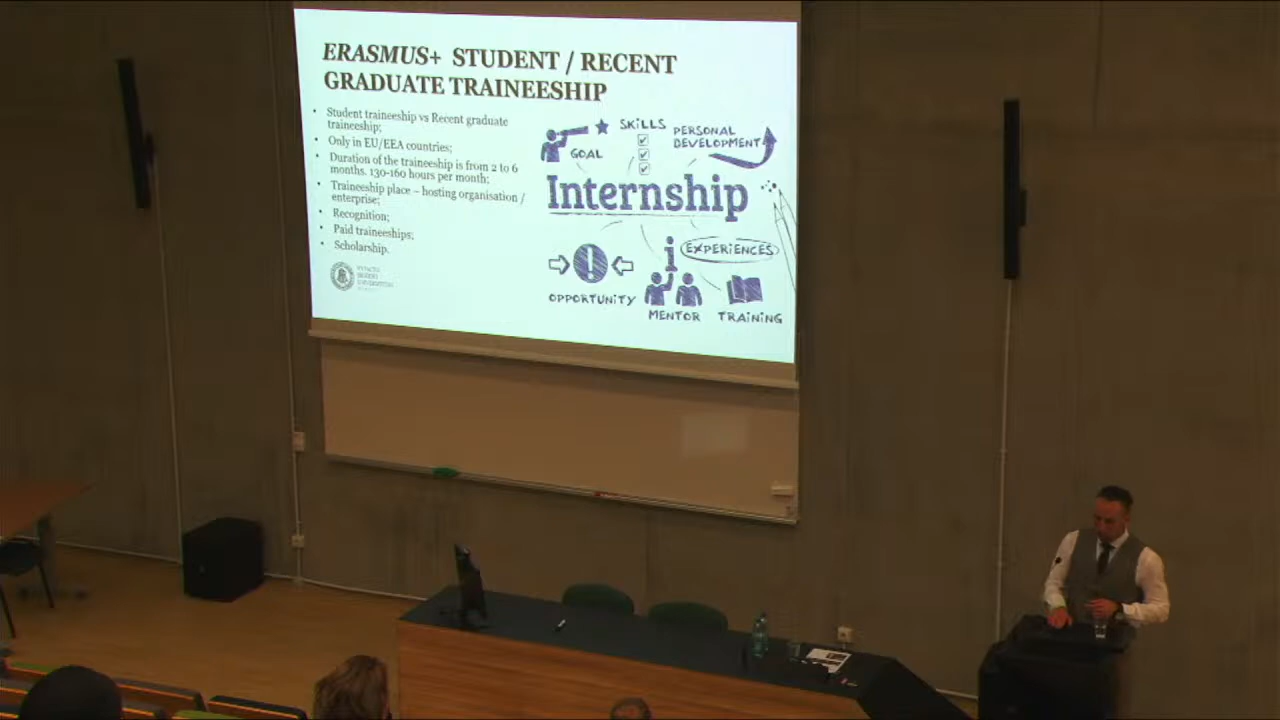 ERASMUS+ STUDENT / RECENT
GRADUATE TRAINEESHIP
• Student traineeship vs Recent graduate
traineeship;
• Only in EU/EEA countries;
• Duration of the traineeship is from 2 to 6
months. 130-160 hours per month;
• Traineeship place – hosting organisation /
enterprise;
• Recognition;
• Paid traineeships;
• Scholarship.
GOAL
SKiLLS
PERSONAL
DEVELOPMENT
Internship
OPPORTUNiTY
EXPERiENCES
MENTOR
TRAiNiNG